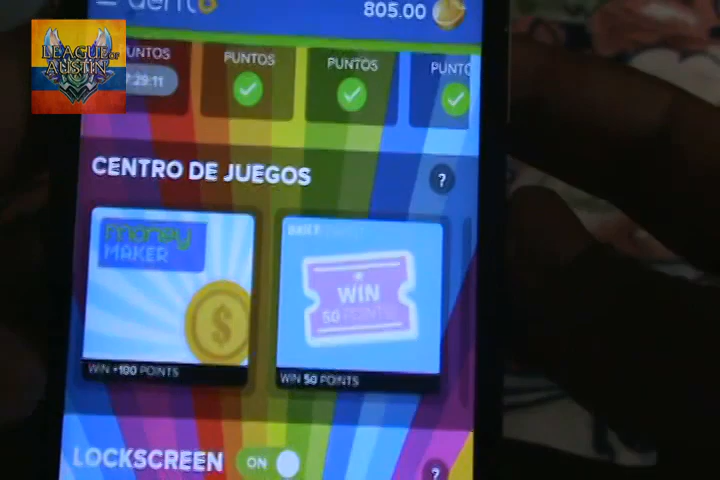 805.00
LEAGUE OF
AUSTIN
PUNTOS
PUNTOS
PUNTOS
CENTRO DE JUEGOS
?
money
MAKER
$
WIN
50 POINTS
WIN +100 POINTS
WIN 50 POINTS
LOCKSCREEN
ON
?